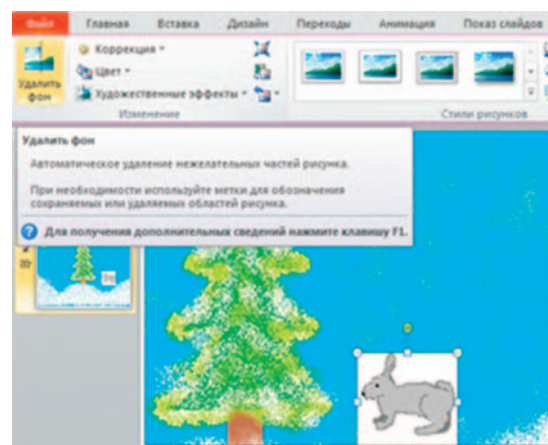 Файл Главная Вставка Дизайн Переходы Анимация Показ слайдов
Удалить фон
Коррекция
Цвет
Художественные эффекты
Изменение
Стили рисунков
Удалить фон
Автоматическое удаление нежелательных частей рисунка.
При необходимости используйте метки для обозначения
сохраняемых или удаляемых областей рисунка.
Для получения дополнительных сведений нажмите клавишу F1.